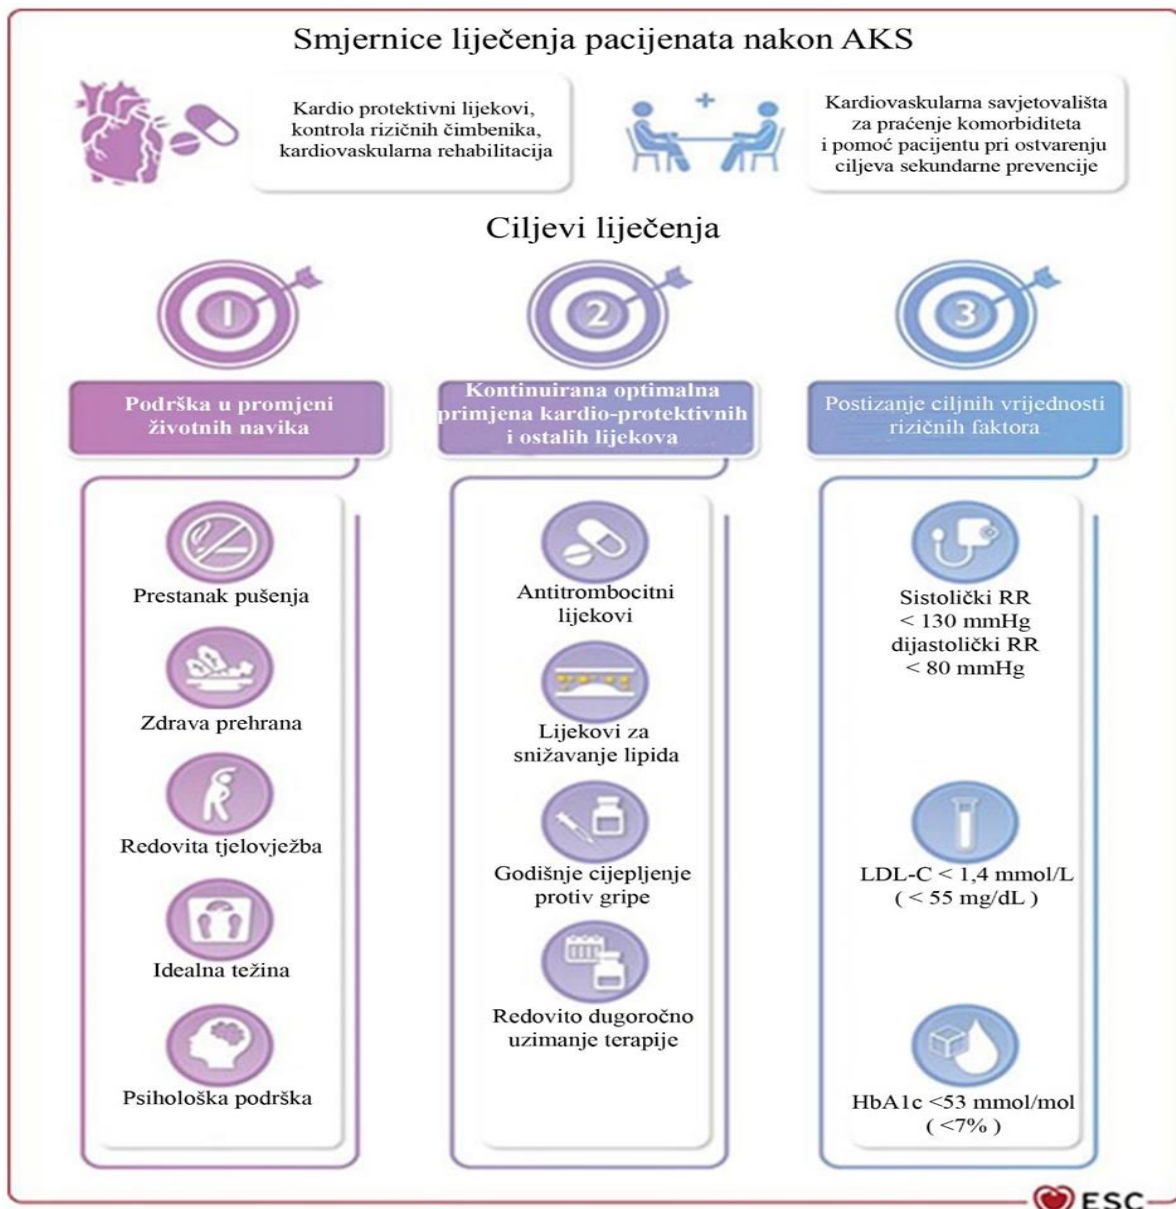 Smjernice liječenja pacijenata nakon AKS
Kardio protektivni lijekovi,
kontrola rizičnih čimbenika,
kardiovaskularna rehabilitacija
Kardiovaskularna savjetovališta
za praćenje komorbiditeta
i pomoć pacijentu pri ostvarenju
ciljeva sekundarne prevencije
Ciljevi liječenja
1
Podrška u promjeni
životnih navika
Prestanak pušenja
Zdrava prehrana
Redovita tjelovježba
Idealna težina
Psihološka podrška
2
Kontinuirana optimalna
primjena kardio-protektivnih
i ostalih lijekova
Antitrombocitni
lijekovi
Lijekovi za
snižavanje lipida
Godišnje cijepljenje
protiv gripe
Redovito dugoročno
uzimanje terapije
3
Postizanje ciljnih vrijednosti
rizičnih faktora
Sistolički RR
< 130 mmHg
dijastolički RR
< 80 mmHg
LDL-C < 1,4 mmol/L
( < 55 mg/dL )
HbA1c <53 mmol/mol
( <7% )
ESC